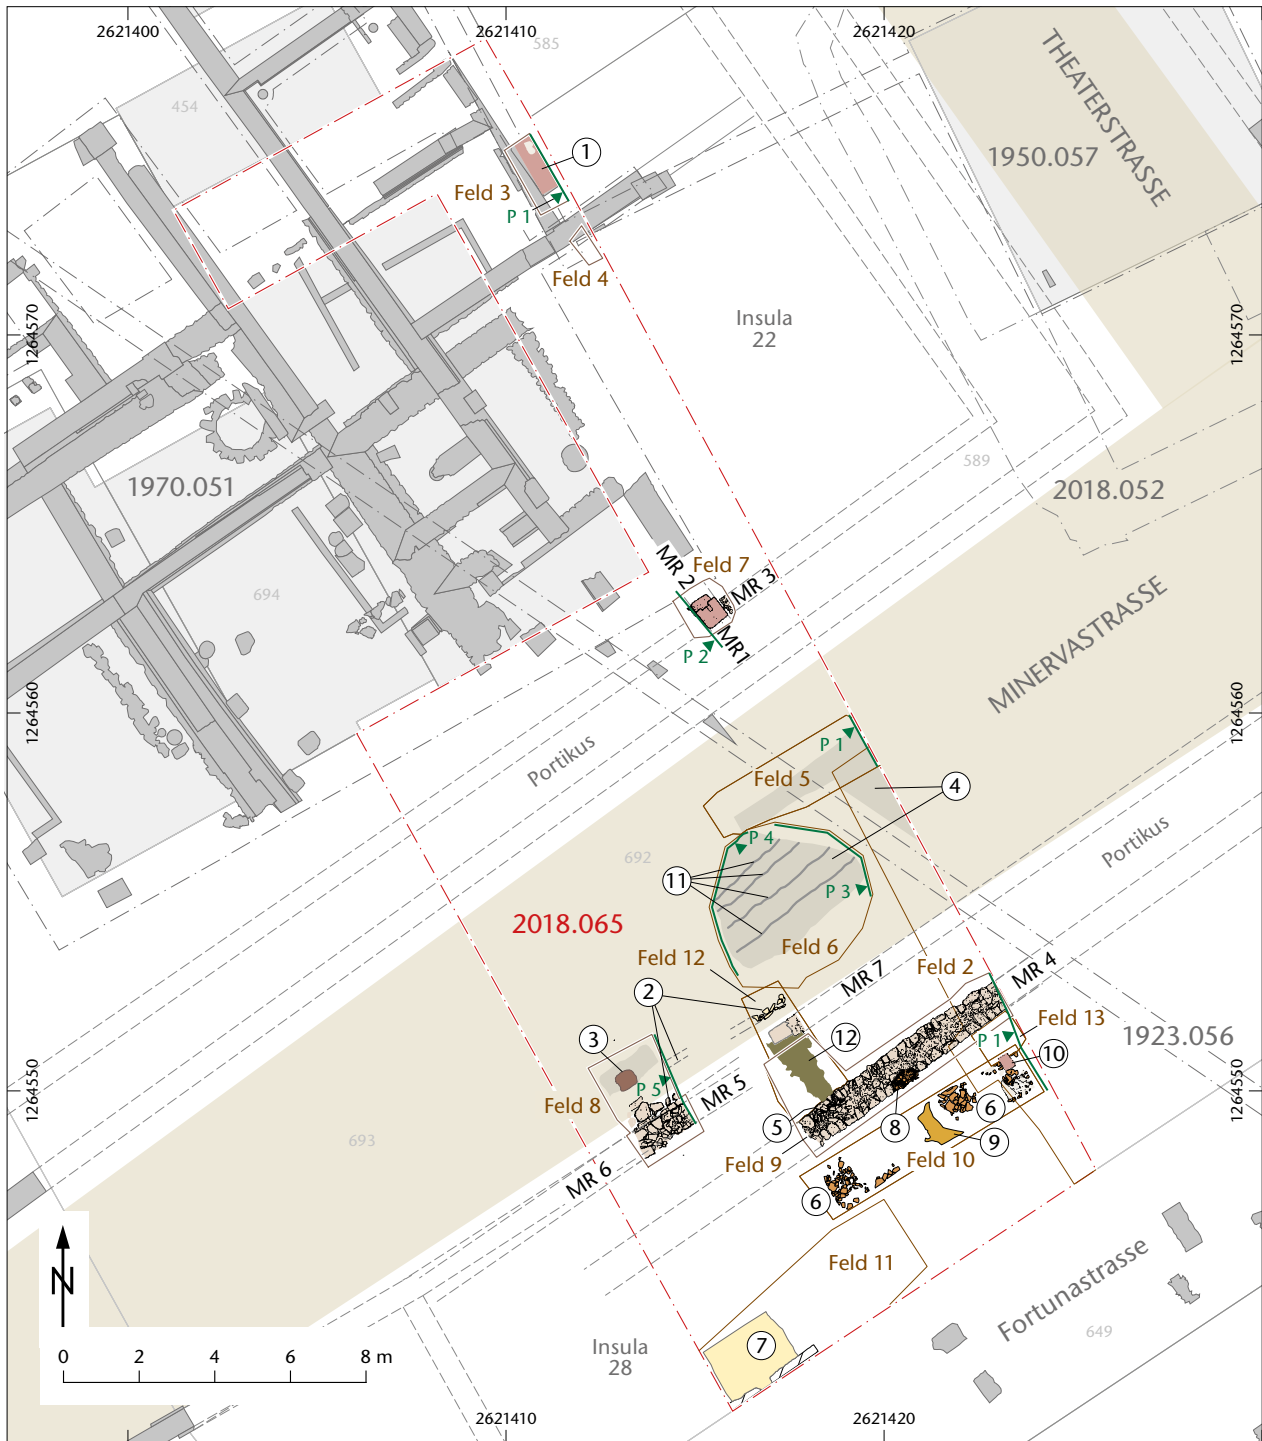 2621400
2621410
2621420
585
454
THEATERSTRASSE
1950.057
1
Feld 3
P 1
Feld 4
1264570
Insula
22
1264570
589
1970.051
2018.052
MR 2
Feld 7
MR 3
694
MR1
P 2
MINERVASTRASSE
1264560
1264560
Portikus
P 1
Feld 5
4
Portikus
P 4
692
11
P 3
2018.065
Feld 6
Feld 12
MR 7
Feld 2
MR 4
2
Feld 13
3
12
P 1
1923.056
10
1264550
P 5
MR 5
1264550
Feld 8
5
8
6
9
693
Feld 9
Feld 10
MR 6
6
Feld 11
Fortunastrasse
N
649
Insula
28
7
0 2 4 6 8 m
2621410
2621420